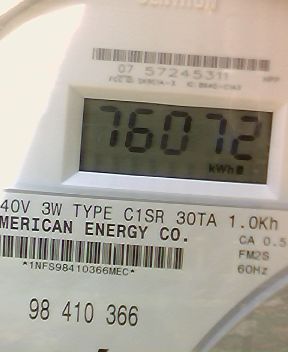 07 57245311
76072
kWh
40V 3W TYPE C1SR 30TA 1.0Kh
MERICAN ENERGY CO.
CA 0.5
FM2S
*1NFS98410366MEC*
60Hz
98 410 366